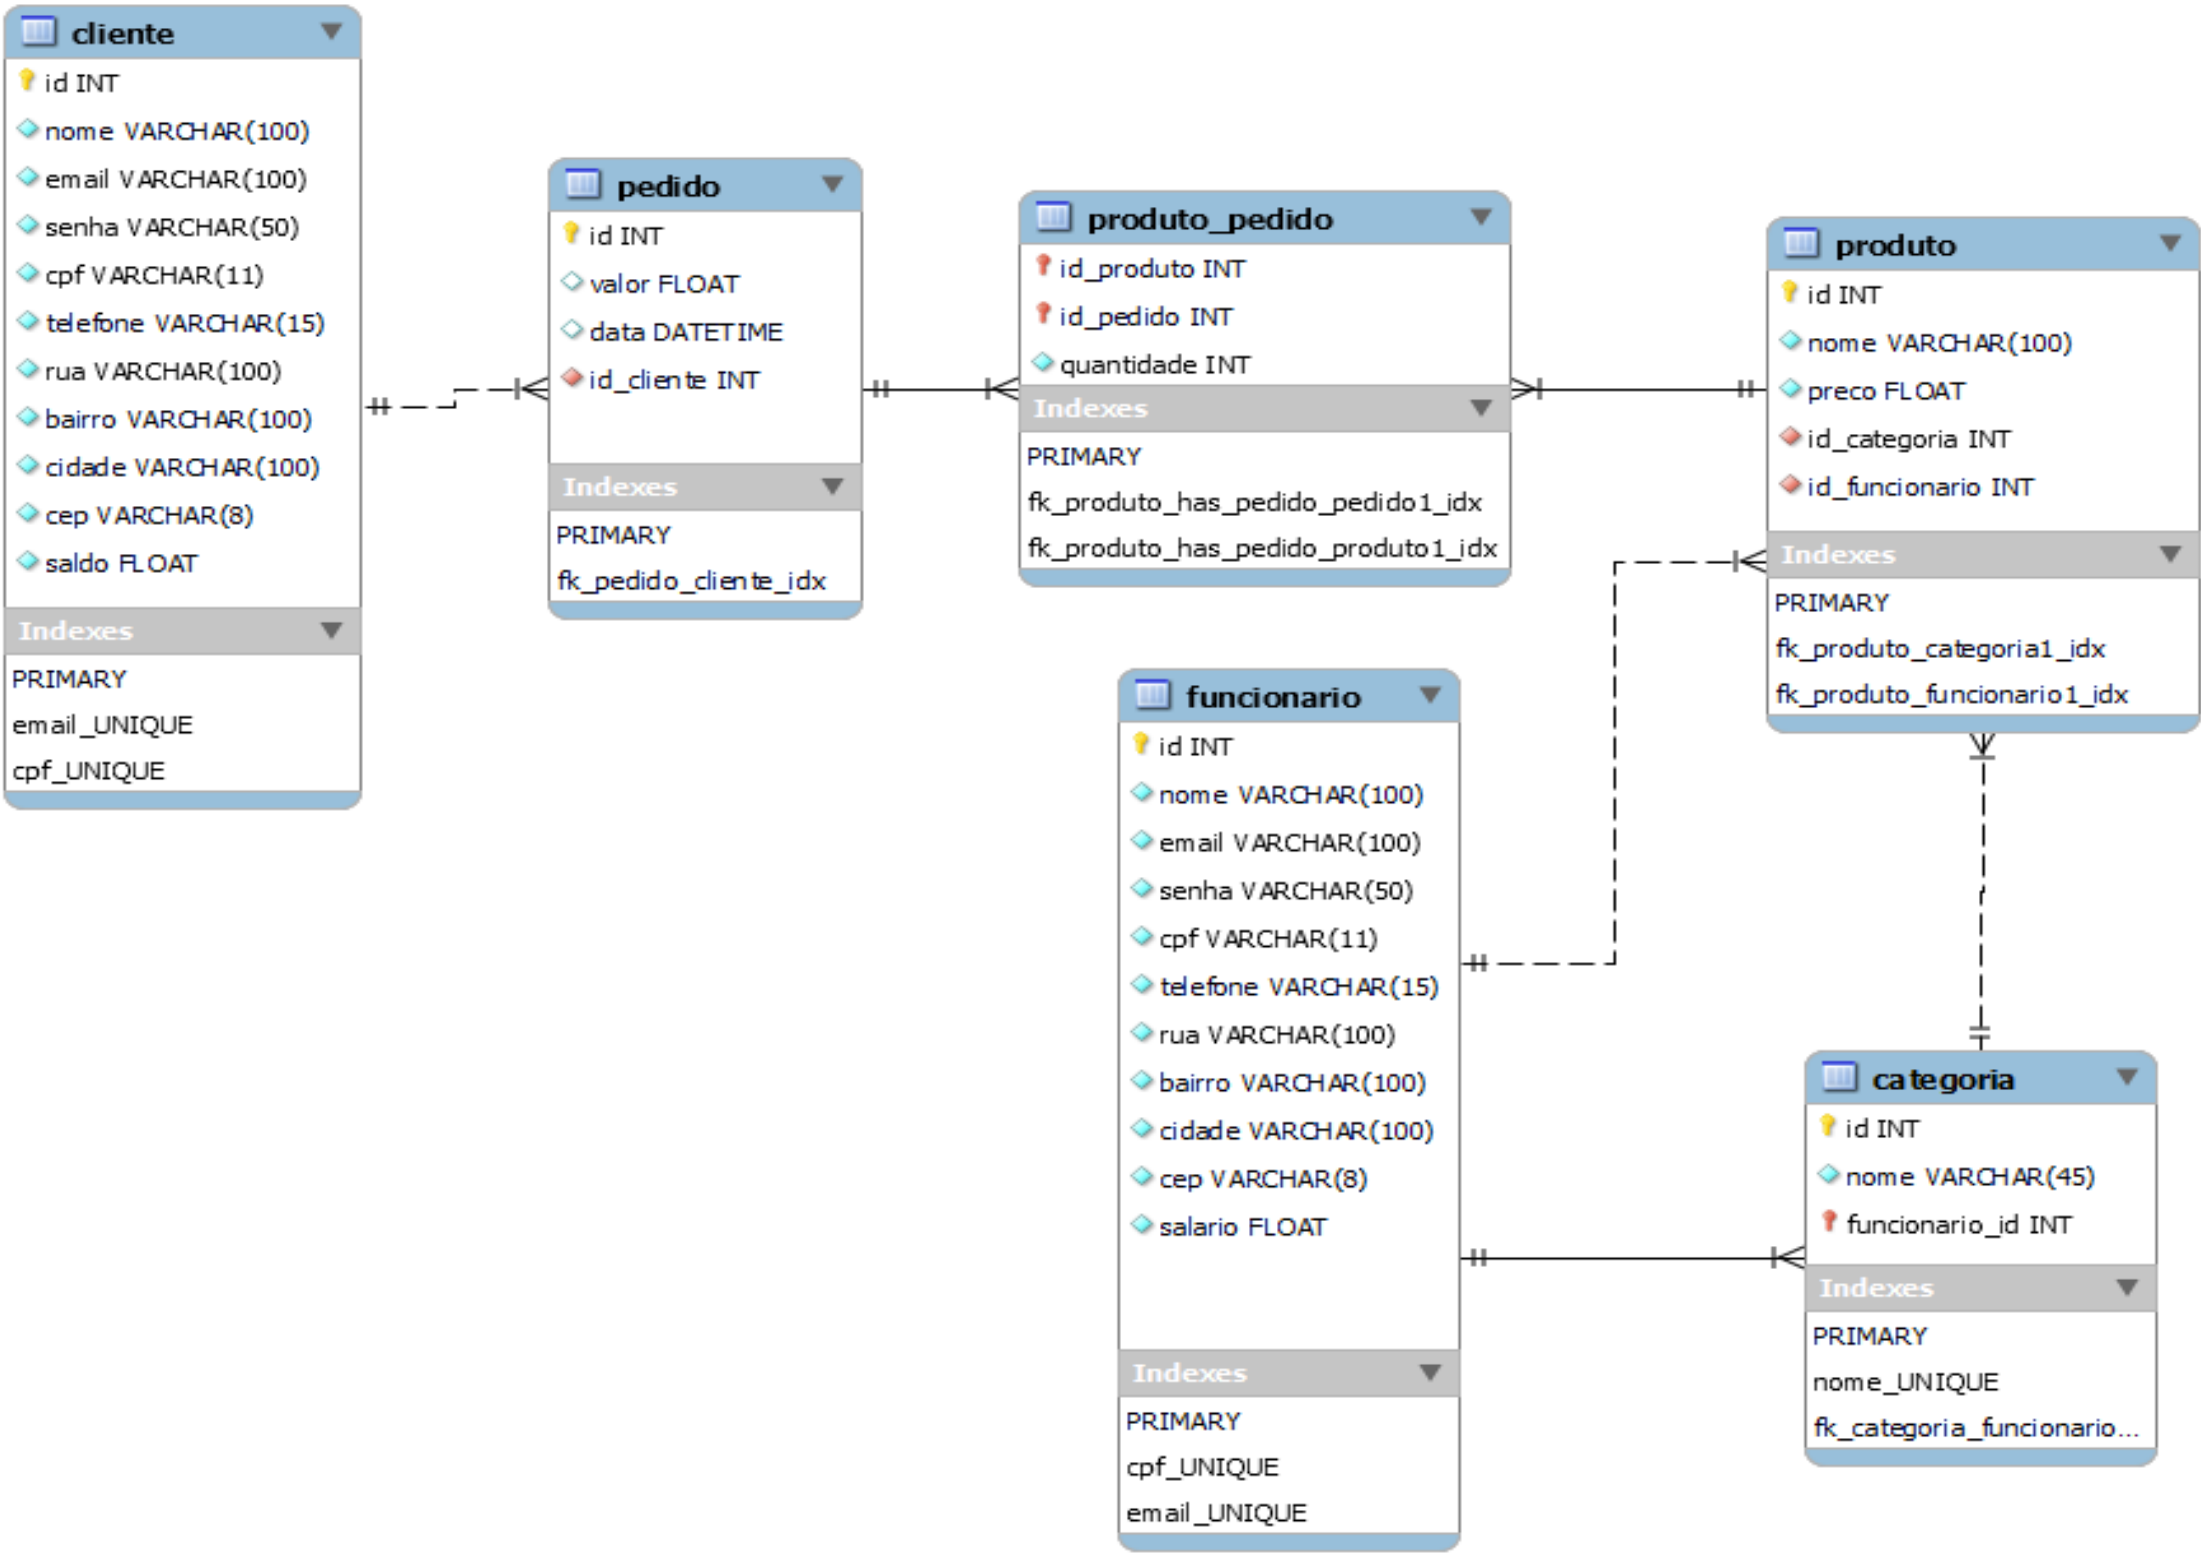 cliente
id INT
nome VARCHAR(100)
email VARCHAR(100)
senha VARCHAR(50)
cpf VARCHAR(11)
telefone VARCHAR(15)
rua VARCHAR(100)
bairro VARCHAR(100)
cidade VARCHAR(100)
cep VARCHAR(8)
saldo FLOAT
Indexes
PRIMARY
email_UNIQUE
cpf_UNIQUE
pedido
id INT
valor FLOAT
data DATETIME
id_cliente INT
Indexes
PRIMARY
fk_pedido_cliente_idx
produto_pedido
id_produto INT
id_pedido INT
quantidade INT
Indexes
PRIMARY
fk_produto_has_pedido_pedido1_idx
fk_produto_has_pedido_produto1_idx
produto
id INT
nome VARCHAR(100)
preco FLOAT
id_categoria INT
id_funcionario INT
Indexes
PRIMARY
fk_produto_categoria1_idx
fk_produto_funcionario1_idx
funcionario
id INT
nome VARCHAR(100)
email VARCHAR(100)
senha VARCHAR(50)
cpf VARCHAR(11)
telefone VARCHAR(15)
rua VARCHAR(100)
bairro VARCHAR(100)
cidade VARCHAR(100)
cep VARCHAR(8)
salario FLOAT
Indexes
PRIMARY
cpf_UNIQUE
email_UNIQUE
categoria
id INT
nome VARCHAR(45)
funcionario_id INT
Indexes
PRIMARY
nome_UNIQUE
fk_categoria_funcionario...